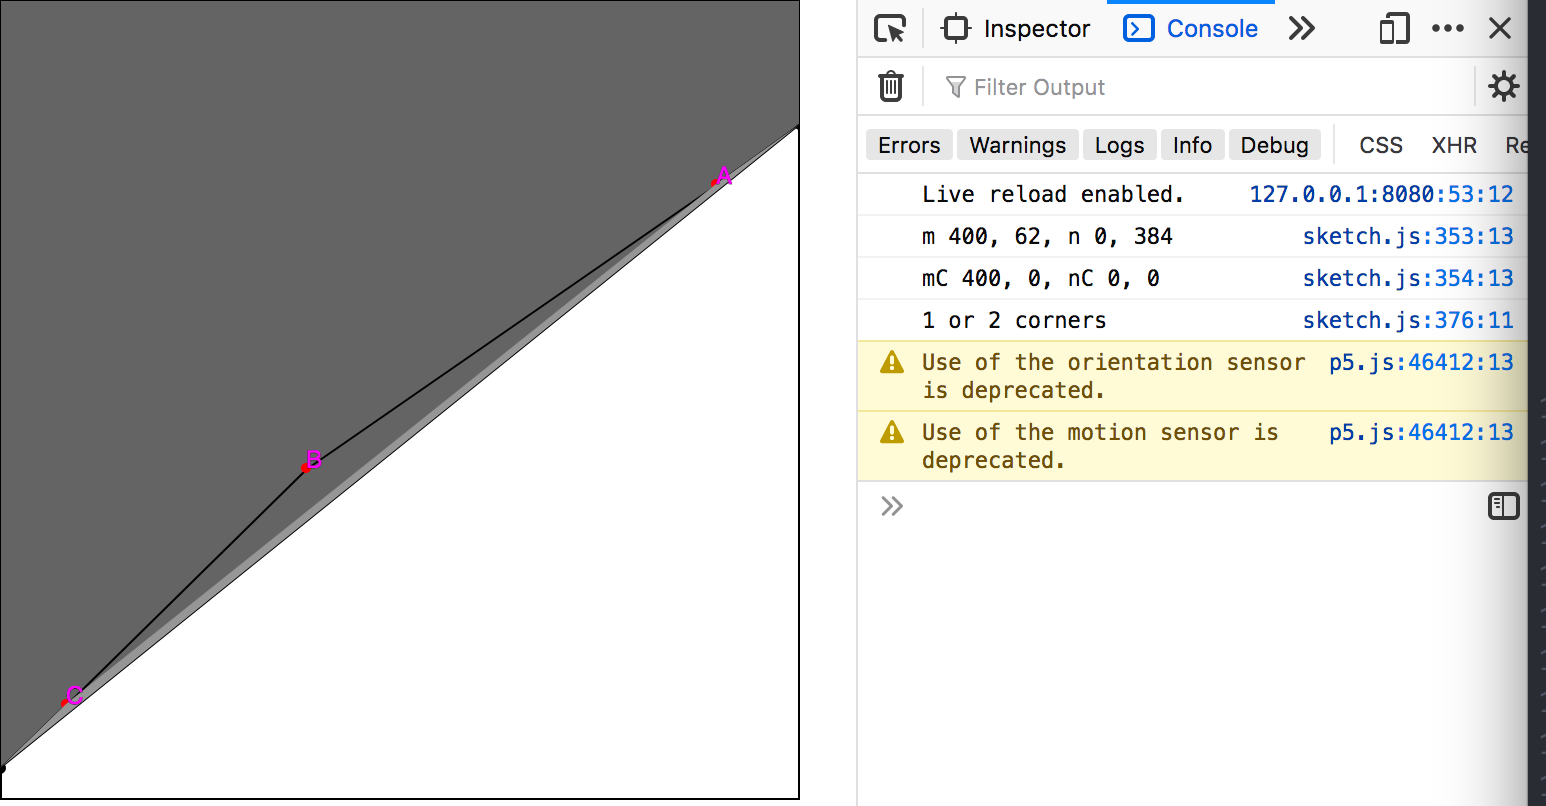 A
B
C
Inspector Console
Filter Output
Errors Warnings Logs Info Debug CSS XHR Re
Live reload enabled. 127.0.0.1:8080:53:12
m 400, 62, n 0, 384 sketch.js:353:13
mC 400, 0, nC 0, 0 sketch.js:354:13
1 or 2 corners sketch.js:376:11
Use of the orientation sensor p5.js:46412:13
is deprecated.
Use of the motion sensor is p5.js:46412:13
deprecated.